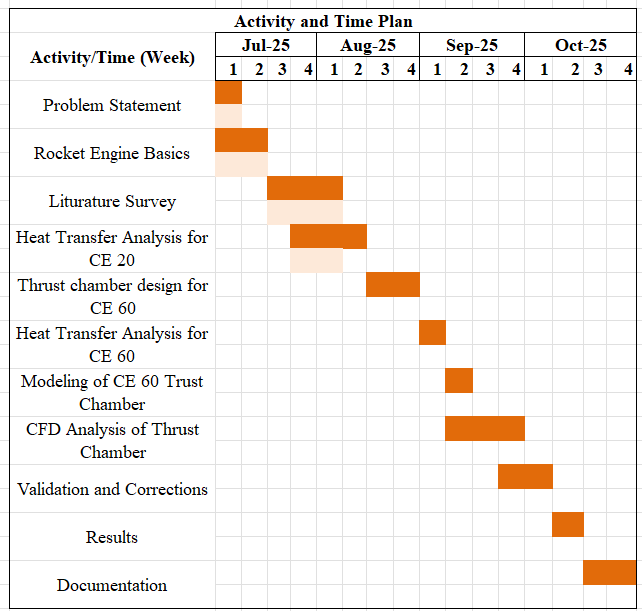 Activity and Time Plan
Activity/Time (Week)
Jul-25 Aug-25 Sep-25 Oct-25
1 2 3 4 1 2 3 4 1 2 3 4 1 2 3 4
Problem Statement
Rocket Engine Basics
Liturature Survey
Heat Transfer Analysis for
CE 20
Thrust chamber design for
CE 60
Heat Transfer Analysis for
CE 60
Modeling of CE 60 Trust
Chamber
CFD Analysis of Thrust
Chamber
Validation and Corrections
Results
Documentation